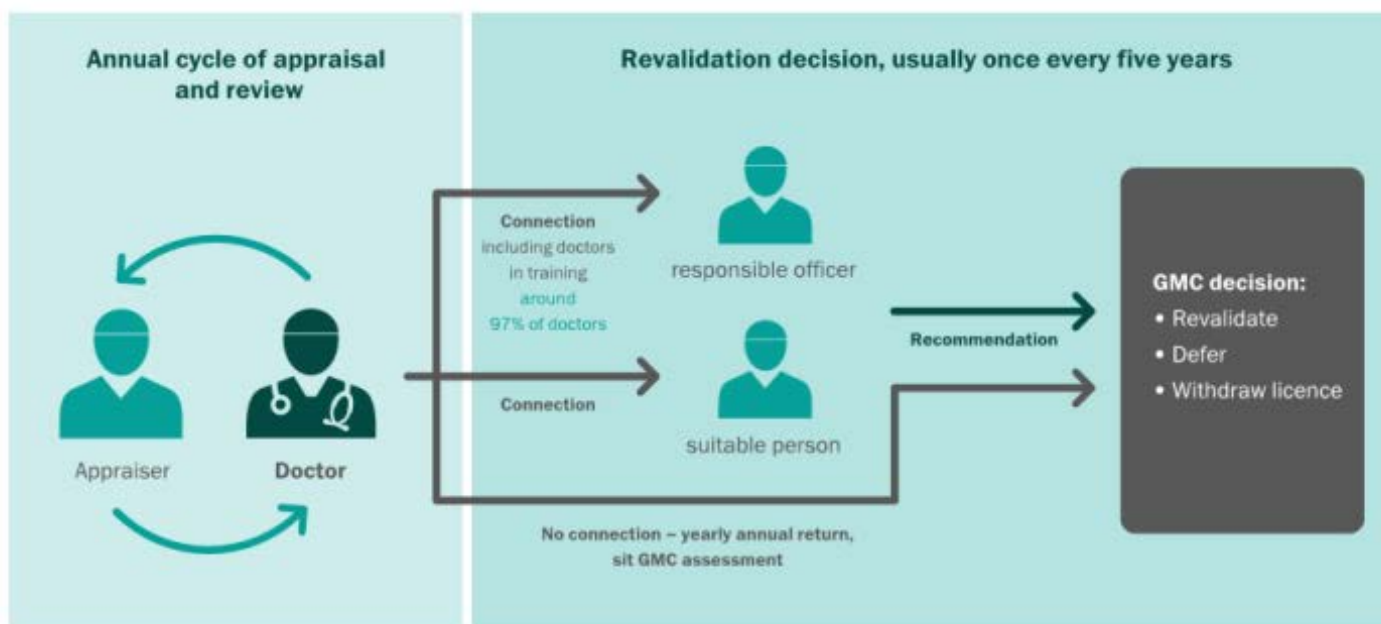 Annual cycle of appraisal
and review
Appraiser
Doctor
Revalidation decision, usually once every five years
Connection
including doctors
in training
around
97% of doctors
responsible officer
Connection
suitable person
Recommendation
No connection – yearly annual return,
sit GMC assessment
GMC decision:
• Revalidate
• Defer
• Withdraw licence